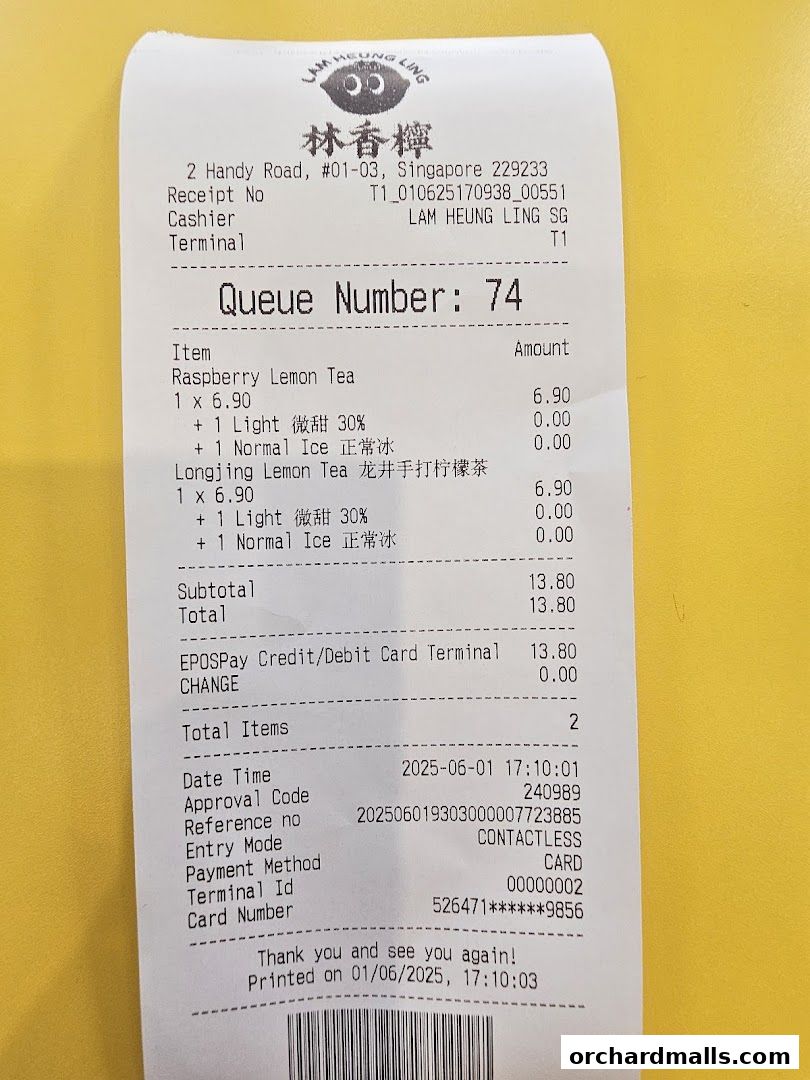 LAM HEUNG LING
林香檸
2 Handy Road, #01-03, Singapore 229233
Receipt No T1_010625170938_00551
Cashier LAM HEUNG LING SG
Terminal T1
Queue Number: 74
Item Amount
Raspberry Lemon Tea
1 x 6.90 6.90
+ 1 Light 微甜 30% 0.00
+ 1 Normal Ice 正常冰 0.00
Longjing Lemon Tea 龙井手打柠檬茶
1 x 6.90 6.90
+ 1 Light 微甜 30% 0.00
+ 1 Normal Ice 正常冰 0.00
Subtotal 13.80
Total 13.80
EPOSPay Credit/Debit Card Terminal 13.80
CHANGE 0.00
Total Items 2
Date Time 2025-06-01 17:10:01
Approval Code 240989
Reference no 202506019303000007723885
Entry Mode CONTACTLESS
Payment Method CARD
Terminal Id 00000002
Card Number 526471******9856
Thank you and see you again!
Printed on 01/06/2025, 17:10:03
orchardmalls.com